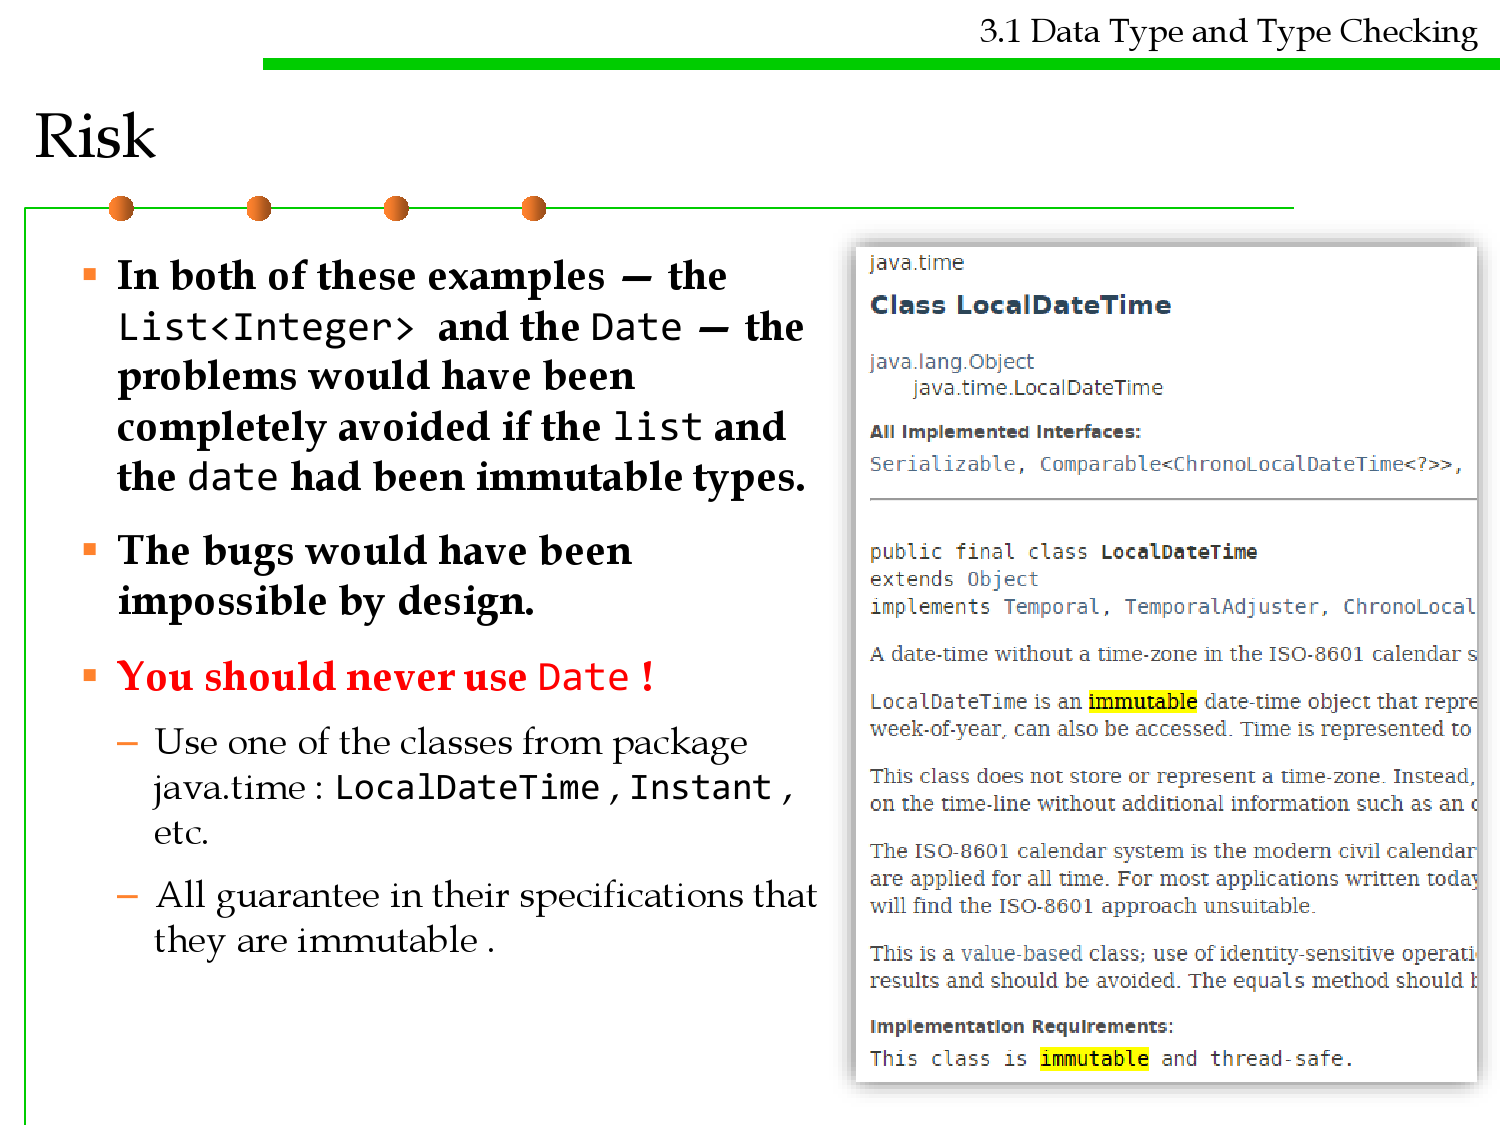 3.1 Data Type and Type Checking
Risk
▪ In both of these examples — the
List<Integer> and the Date — the
problems would have been
completely avoided if the list and
the date had been immutable types.
▪ The bugs would have been
impossible by design.
▪ You should never use Date !
– Use one of the classes from package
java.time : LocalDateTime , Instant ,
etc.
– All guarantee in their specifications that
they are immutable .
java.time
Class LocalDateTime
java.lang.Object
java.time.LocalDateTime
All Implemented Interfaces:
Serializable, Comparable<ChronoLocalDateTime<?>>,
public final class LocalDateTime
extends Object
implements Temporal, TemporalAdjuster, ChronoLocal
A date-time without a time-zone in the ISO-8601 calendar s
LocalDateTime is an immutable date-time object that repre
week-of-year, can also be accessed. Time is represented to
This class does not store or represent a time-zone. Instead,
on the time-line without additional information such as an o
The ISO-8601 calendar system is the modern civil calendar
are applied for all time. For most applications written today
will find the ISO-8601 approach unsuitable.
This is a value-based class; use of identity-sensitive operati
results and should be avoided. The equals method should b
Implementation Requirements:
This class is immutable and thread-safe.